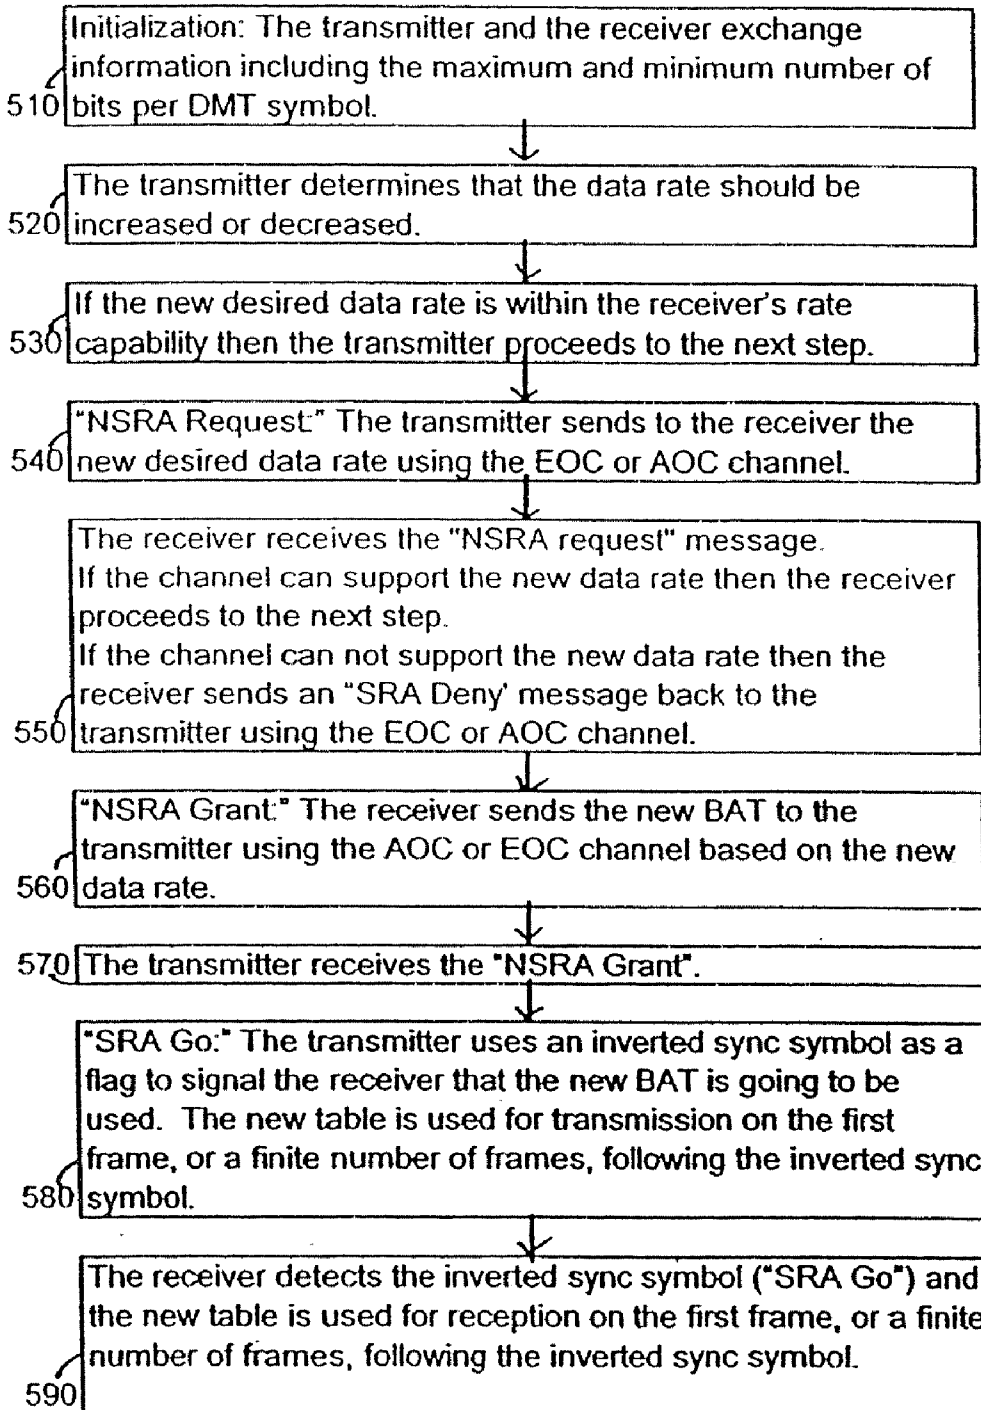 Initialization: The transmitter and the receiver exchange
information including the maximum and minimum number of
510 bits per DMT symbol.
The transmitter determines that the data rate should be
520 increased or decreased.
If the new desired data rate is within the receiver's rate
530 capability then the transmitter proceeds to the next step.
"NSRA Request:" The transmitter sends to the receiver the
540 new desired data rate using the EOC or AOC channel.
The receiver receives the "NSRA request" message.
If the channel can support the new data rate then the receiver
proceeds to the next step.
If the channel can not support the new data rate then the
receiver sends an "SRA Deny' message back to the
550 transmitter using the EOC or AOC channel.
"NSRA Grant:" The receiver sends the new BAT to the
transmitter using the AOC or EOC channel based on the new
560 data rate.
570 The transmitter receives the "NSRA Grant".
"SRA Go:" The transmitter uses an inverted sync symbol as a
flag to signal the receiver that the new BAT is going to be
used. The new table is used for transmission on the first
frame, or a finite number of frames, following the inverted sync
580 symbol.
The receiver detects the inverted sync symbol ("SRA Go") and
the new table is used for reception on the first frame, or a finite
number of frames, following the inverted sync symbol.
590